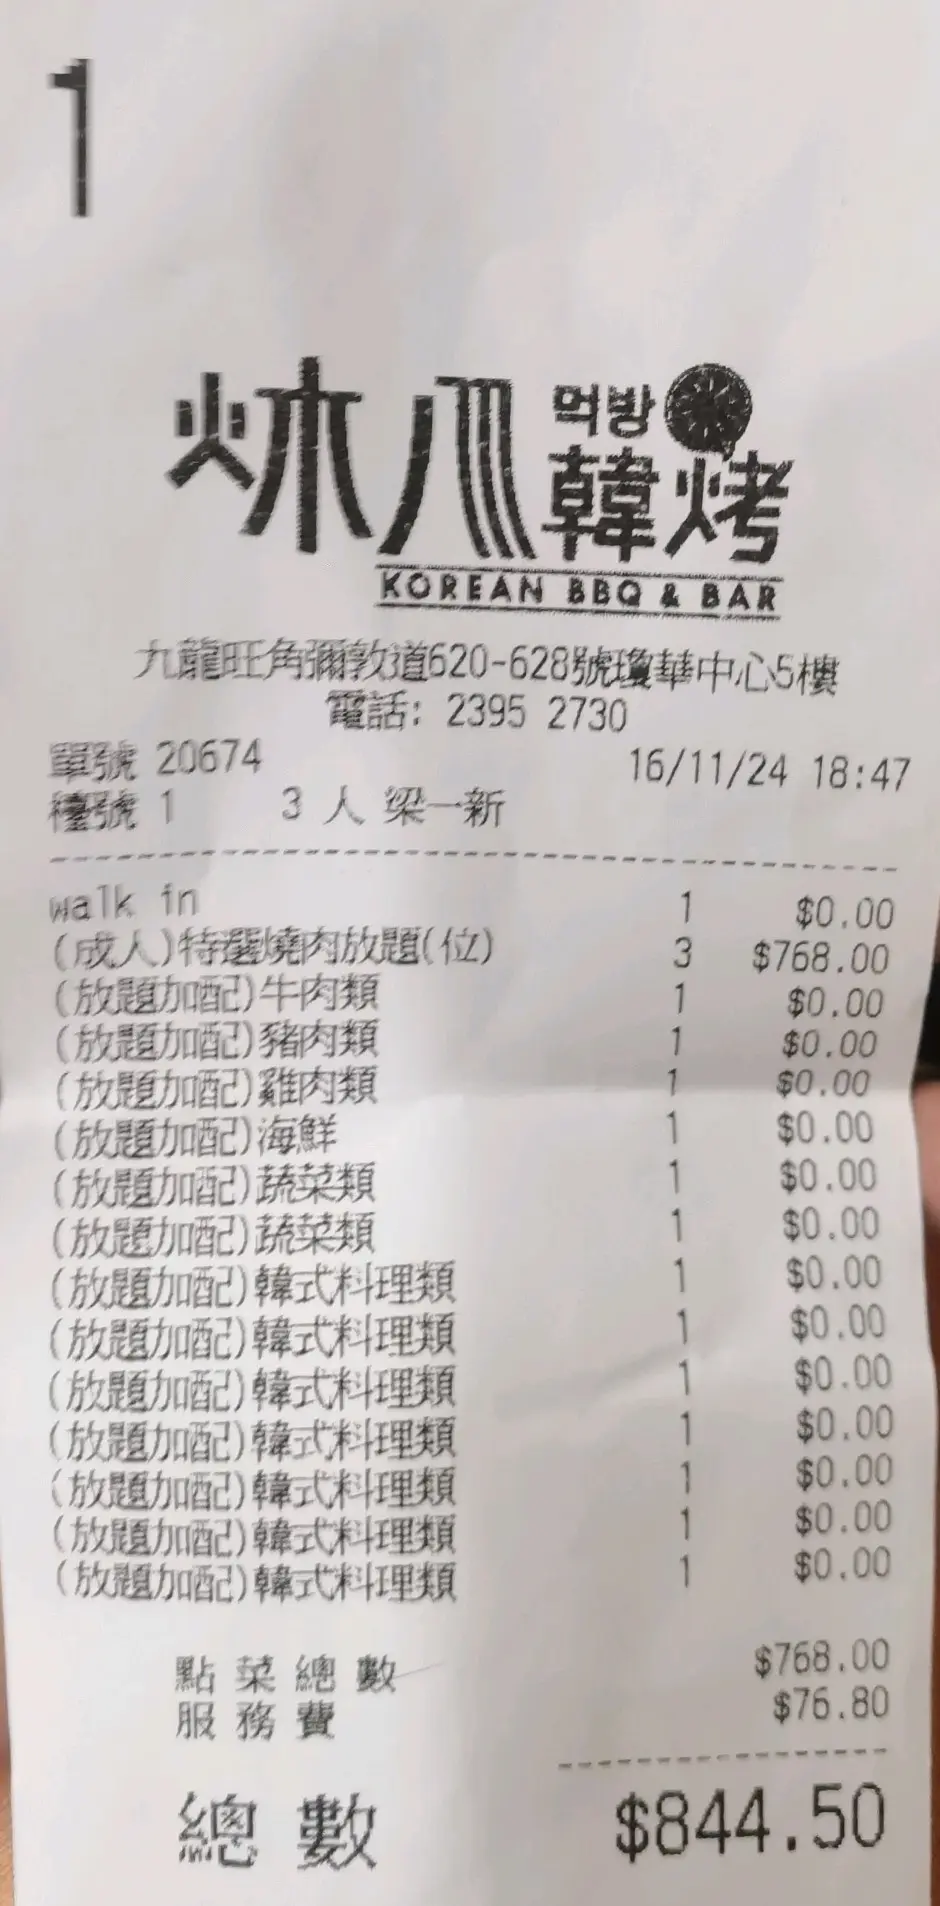 1
炑八 먹방
韓烤
KOREAN BBQ & BAR
九龍旺角彌敦道620-628號瓊華中心5樓
電話: 2395 2730
單號 20674 16/11/24 18:47
檯號 1 3 人 梁一新
walk in 1 $0.00
(成人)特選燒肉放題(位) 3 $768.00
(放題加配)牛肉類 1 $0.00
(放題加配)豬肉類 1 $0.00
(放題加配)雞肉類 1 $0.00
(放題加配)海鮮 1 $0.00
(放題加配)蔬菜類 1 $0.00
(放題加配)蔬菜類 1 $0.00
(放題加配)韓式料理類 1 $0.00
(放題加配)韓式料理類 1 $0.00
(放題加配)韓式料理類 1 $0.00
(放題加配)韓式料理類 1 $0.00
(放題加配)韓式料理類 1 $0.00
(放題加配)韓式料理類 1 $0.00
(放題加配)韓式料理類 1 $0.00
點菜總數 $768.00
服務費 $76.80
總數 $844.50